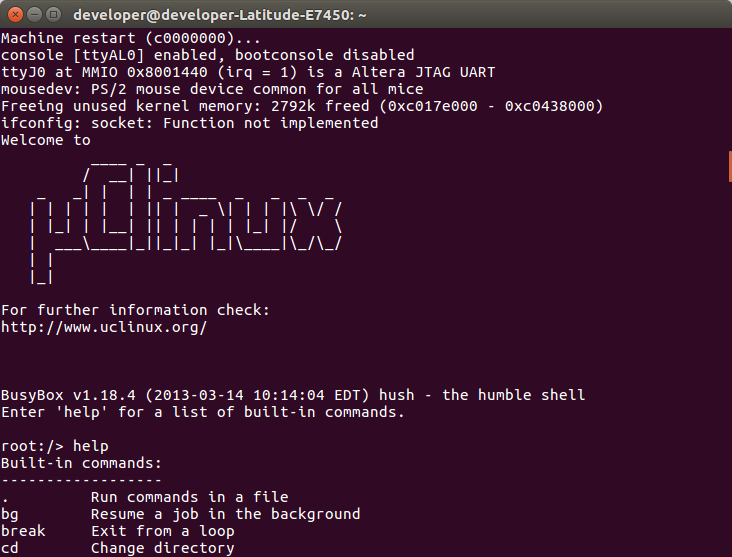 developer@developer-Latitude-E7450: ~
Machine restart (c0000000)...
console [ttyAL0] enabled, bootconsole disabled
ttyJ0 at MMIO 0x8001440 (irq = 1) is a Altera JTAG UART
mousedev: PS/2 mouse device common for all mice
Freeing unused kernel memory: 2792k freed (0xc017e000 - 0xc0438000)
ifconfig: socket: Function not implemented
Welcome to
          ____ _  _
         /  __| ||_|
    _   _| |  | | _ ____  _   _  _  _
   | | | | |  | || |  _ \| | | |\ \/ /
   | |_| | |__| || | | | | |_| |/    \
   |  ___\____|_||_|_| |_|\____|\_/\_/
   | |
   |_|
For further information check:
http://www.uclinux.org/
BusyBox v1.18.4 (2013-03-14 10:14:04 EDT) hush - the humble shell
Enter 'help' for a list of built-in commands.
root:/> help
Built-in commands:
------------------
.         Run commands in a file
bg        Resume a job in the background
break     Exit from a loop
cd        Change directory